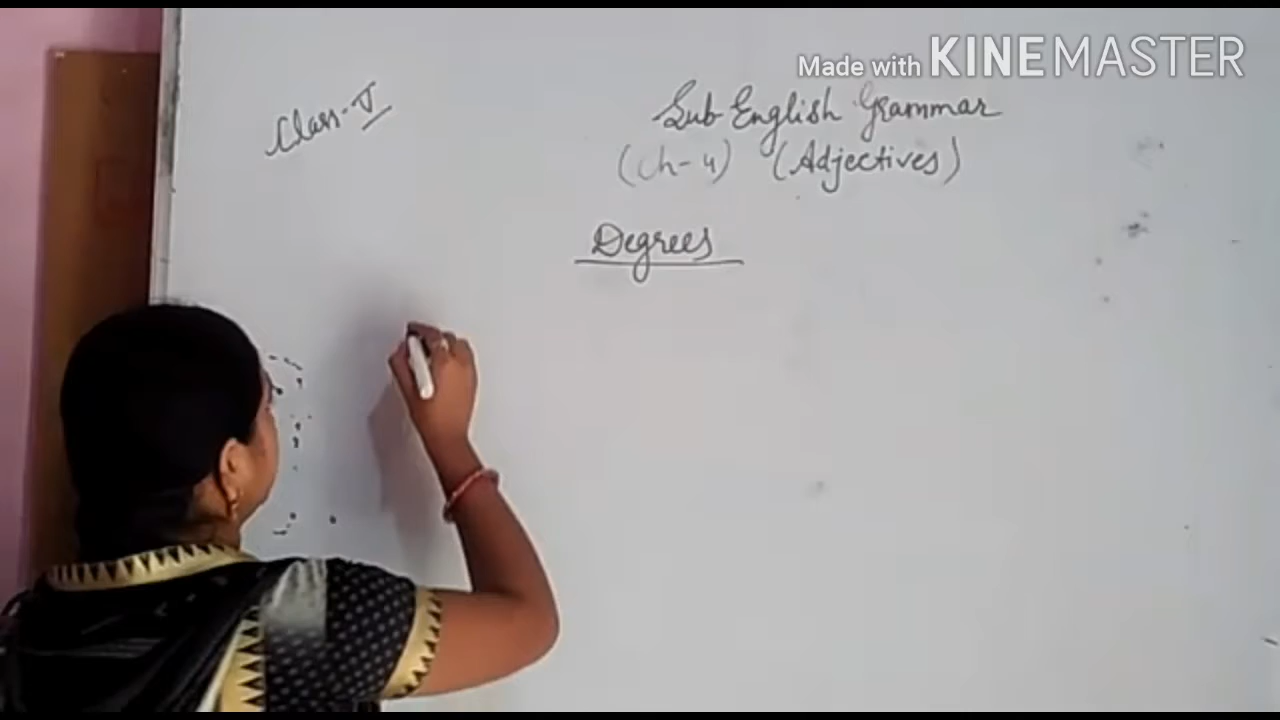 Made with KINEMASTER
Class-V
Sub English Grammar
(Ch-4) (Adjectives)
Degrees